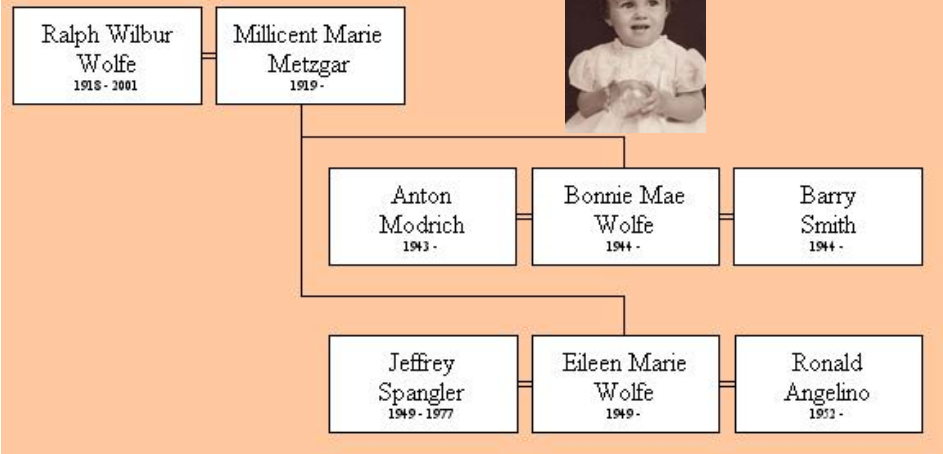 Ralph Wilbur
Wolfe
1918 - 2001
Millicent Marie
Metzgar
1919 -
Anton
Modrich
1943 -
Bonnie Mae
Wolfe
1944 -
Barry
Smith
1944 -
Jeffrey
Spangler
1949 - 1977
Eileen Marie
Wolfe
1949 -
Ronald
Angelino
1952 -